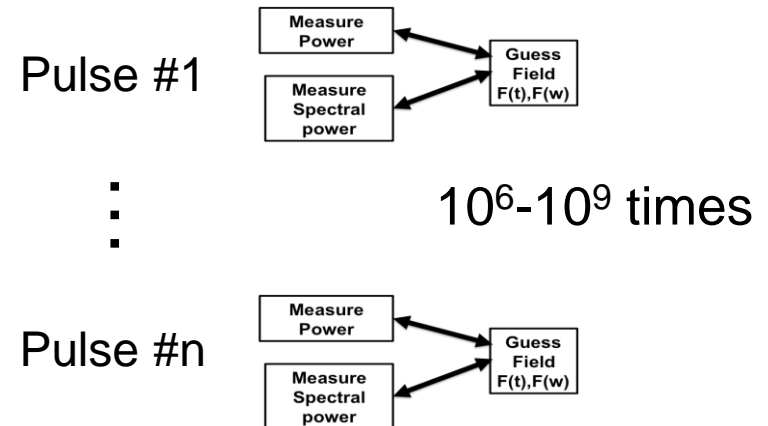 Pulse #1
Measure
Power
Measure
Spectral
power
Guess
Field
F(t),F(w)
⋮
10⁶-10⁹ times
Pulse #n
Measure
Power
Measure
Spectral
power
Guess
Field
F(t),F(w)